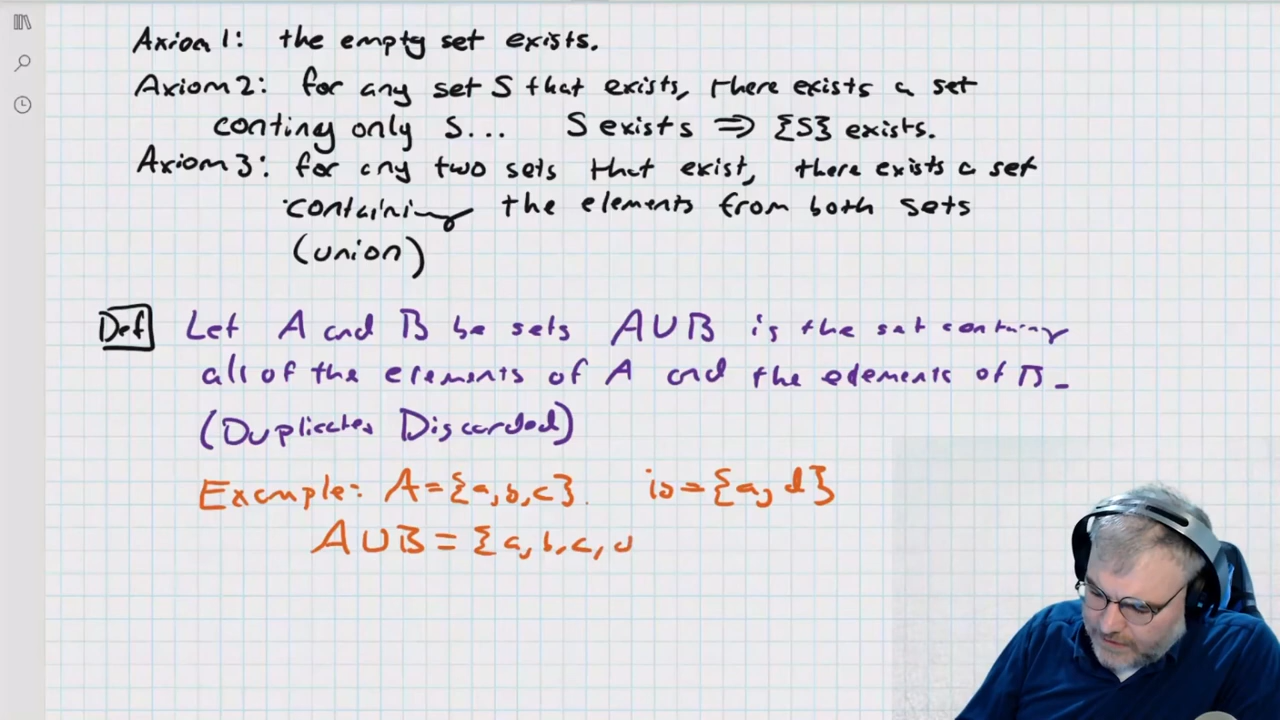 Axiom 1: the empty set exists.
Axiom 2: for any set S that exists, there exists a set
conting only S... S exists ⇒ {S} exists.
Axiom 3: for any two sets that exist, there exists a set
containing the elements from both sets
(union)
Def Let A and B be sets A∪B is the set containing
all of the elements of A and the elements of B.
(Duplicates Discarded)
Example: A={a,b,c}. B={a,d}
A∪B={a,b,c,d